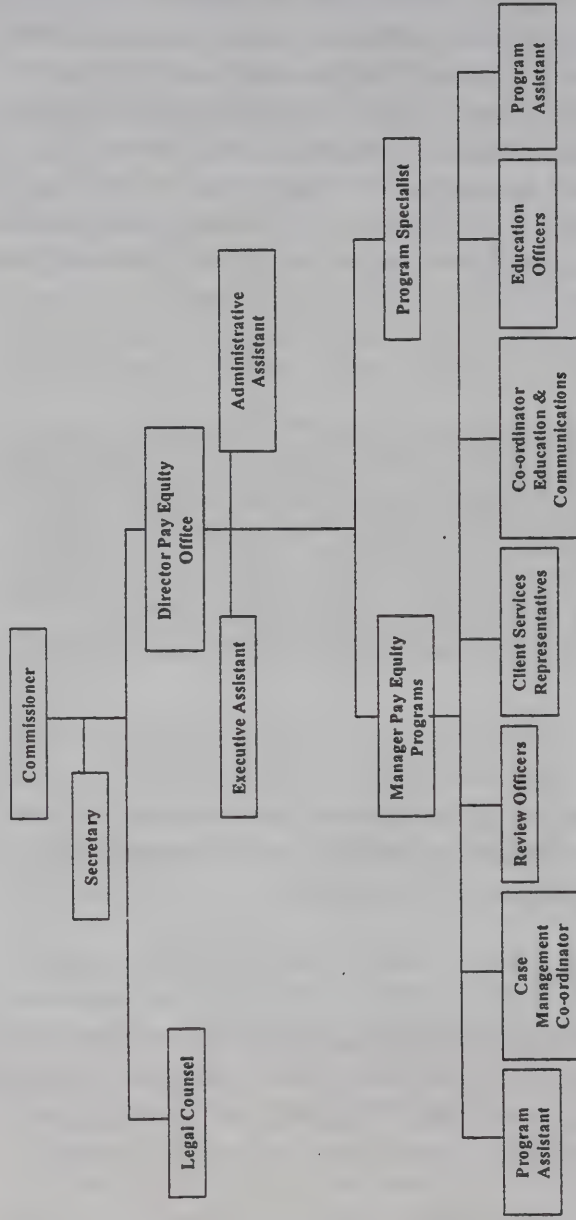 Commissioner
Secretary
Legal Counsel
Director Pay Equity
Office
Executive Assistant
Administrative
Assistant
Manager Pay Equity
Programs
Program Specialist
Program
Assistant
Case
Management
Co-ordinator
Review Officers
Client Services
Representatives
Co-ordinator
Education &
Communications
Education
Officers
Program
Assistant